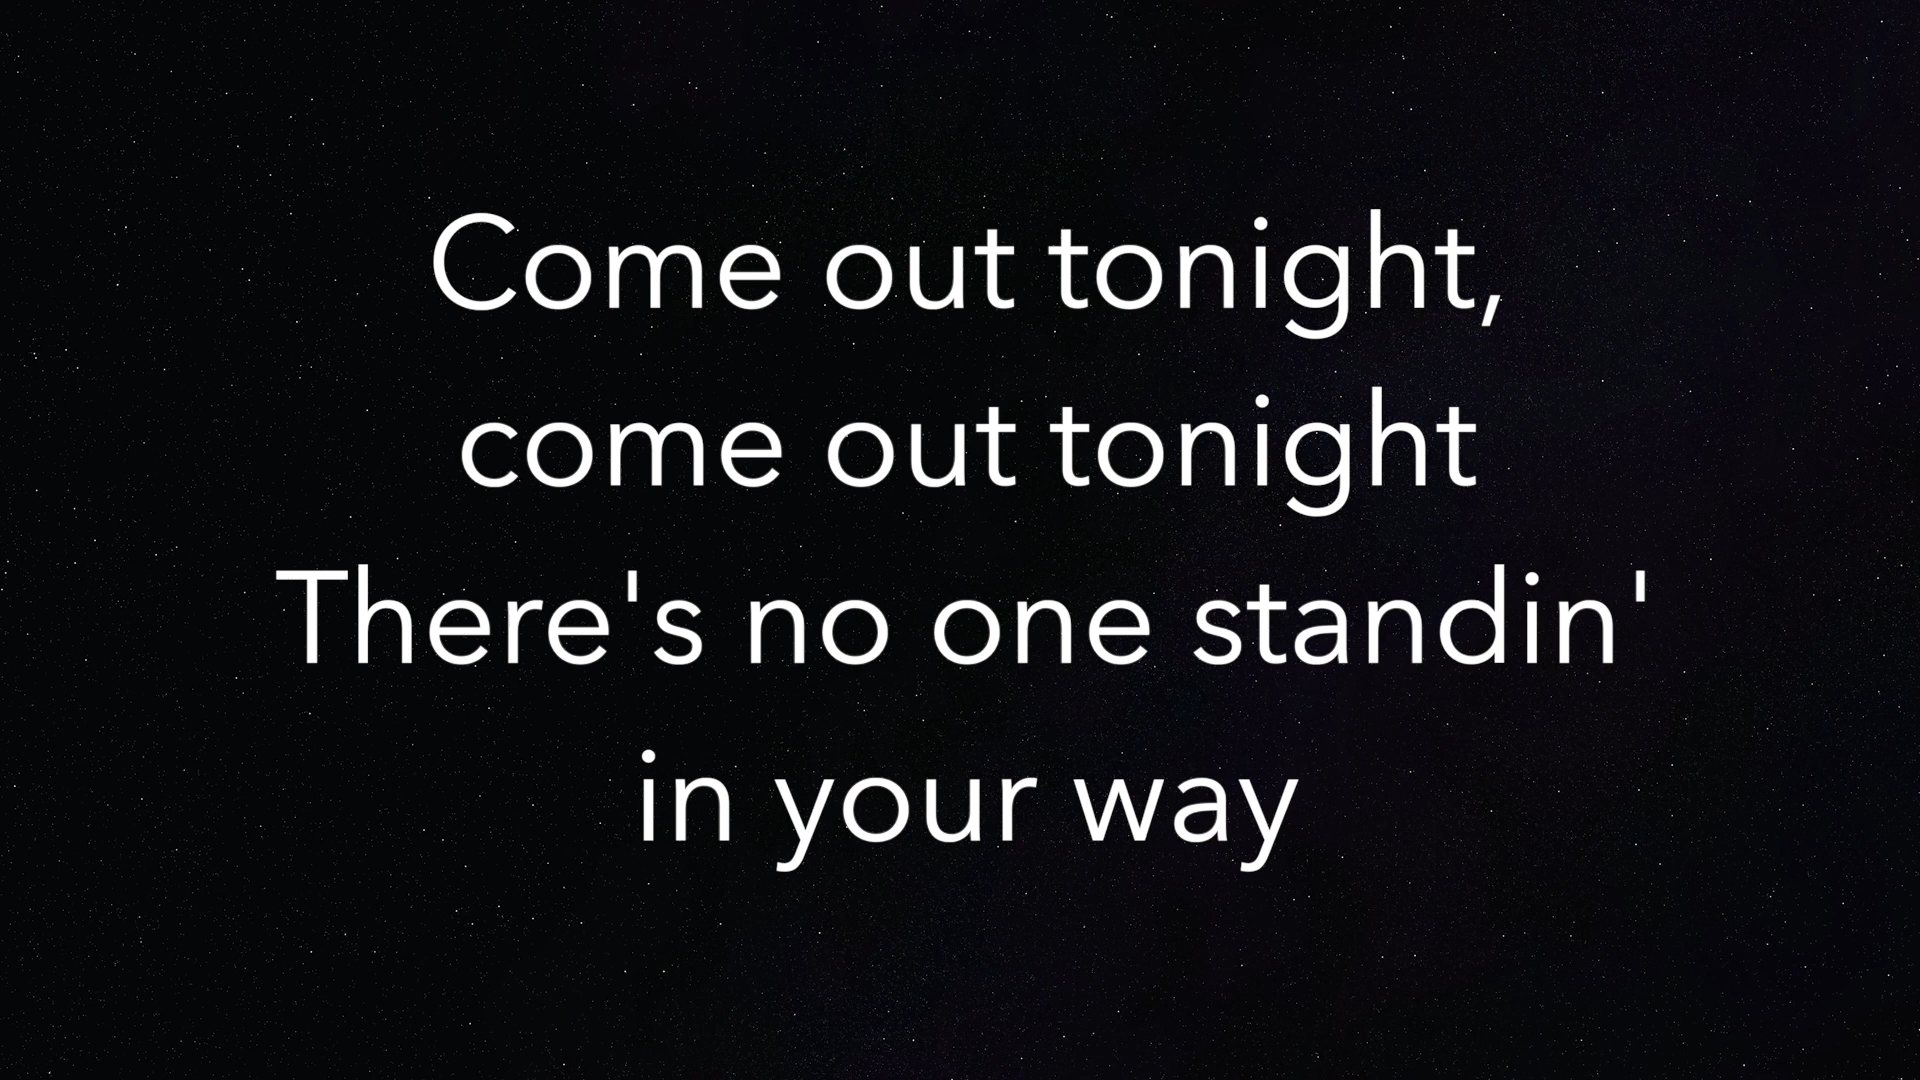 Come out tonight,
come out tonight
There's no one standin'
in your way